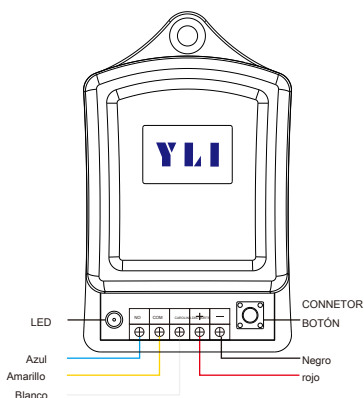 YLI
NO COM + −
LED
CONNETOR
BOTÓN
Azul
Negro
Amarillo
rojo
Blanco